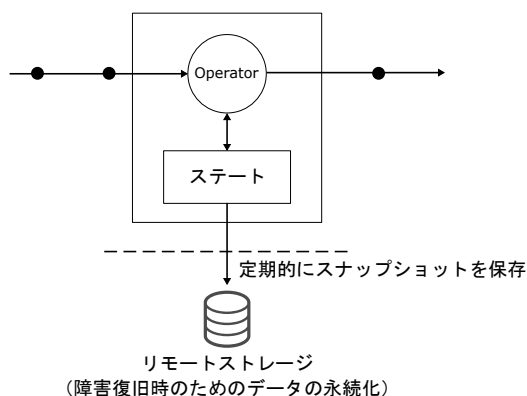 Operator
ステート
定期的にスナップショットを保存
リモートストレージ
（障害復旧時のためのデータの永続化）